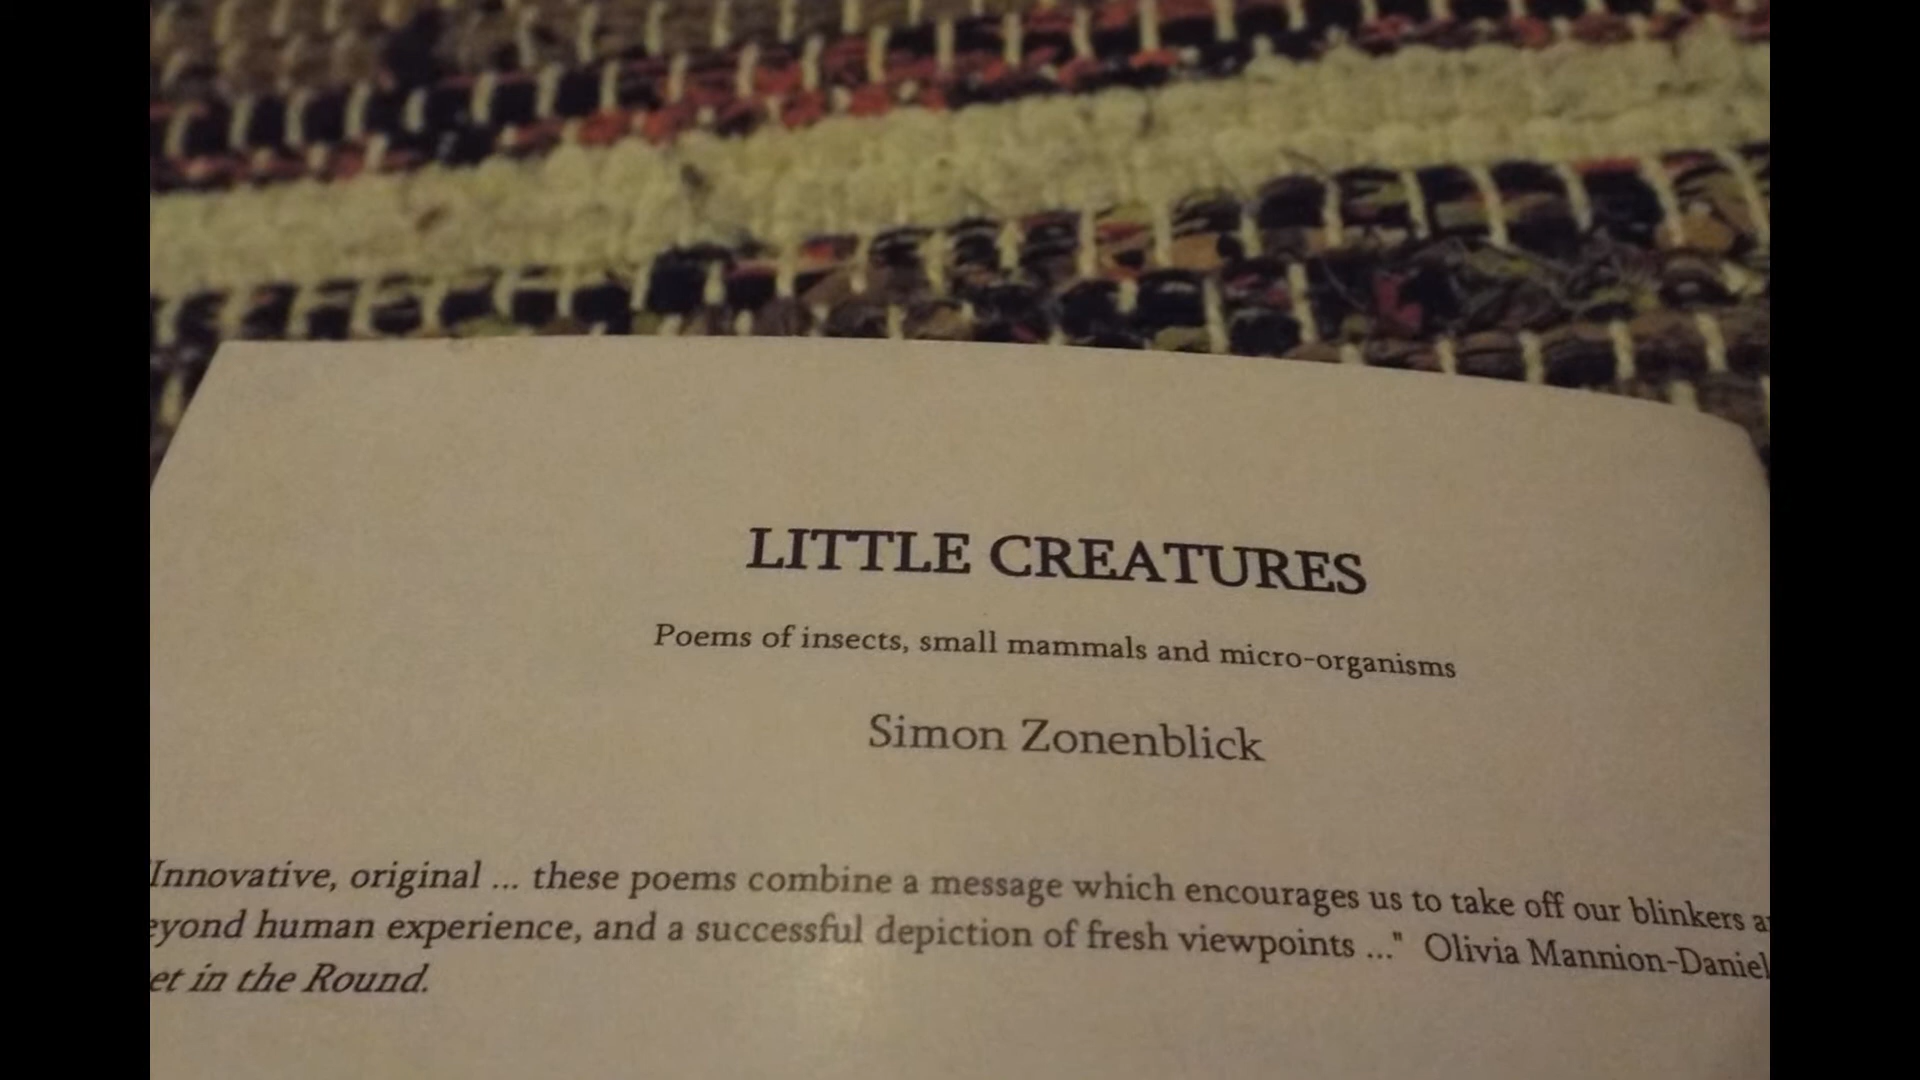 LITTLE CREATURES
Poems of insects, small mammals and micro-organisms
Simon Zonenblick
"Innovative, original ... these poems combine a message which encourages us to take off our blinkers
human experience, and a successful depiction of fresh viewpoints ..." Olivia Mannion-Daniel
in the Round.